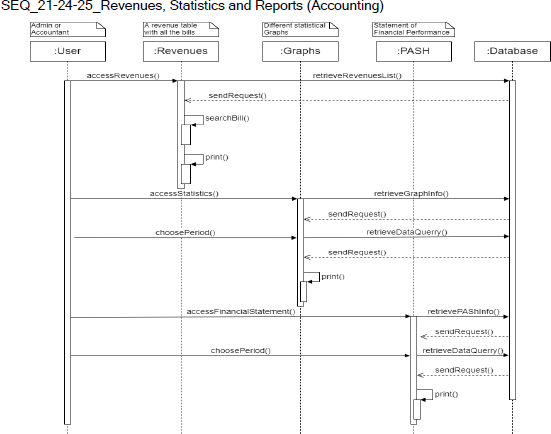 SEQ_21-24-25_Revenues, Statistics and Reports (Accounting)
Admin or
Accountant
A revenue table
with all the bills
Different statistical
Graphs
Statement of
Financial Performance
:User
:Revenues
:Graphs
:PASH
:Database
accessRevenues()
retrieveRevenuesList()
sendRequest()
searchBill()
print()
accessStatistics()
retrieveGraphInfo()
sendRequest()
choosePeriod()
retrieveDataQuerry()
sendRequest()
print()
accessFinancialStatement()
retrievePAShInfo()
sendRequest()
choosePeriod()
retrieveDataQuerry()
sendRequest()
print()